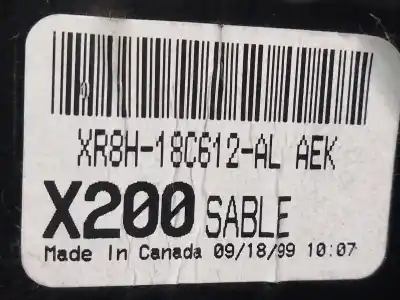 XR8H-18C612-AL AEK
X200 SABLE
Made In Canada 09/18/99 10:07